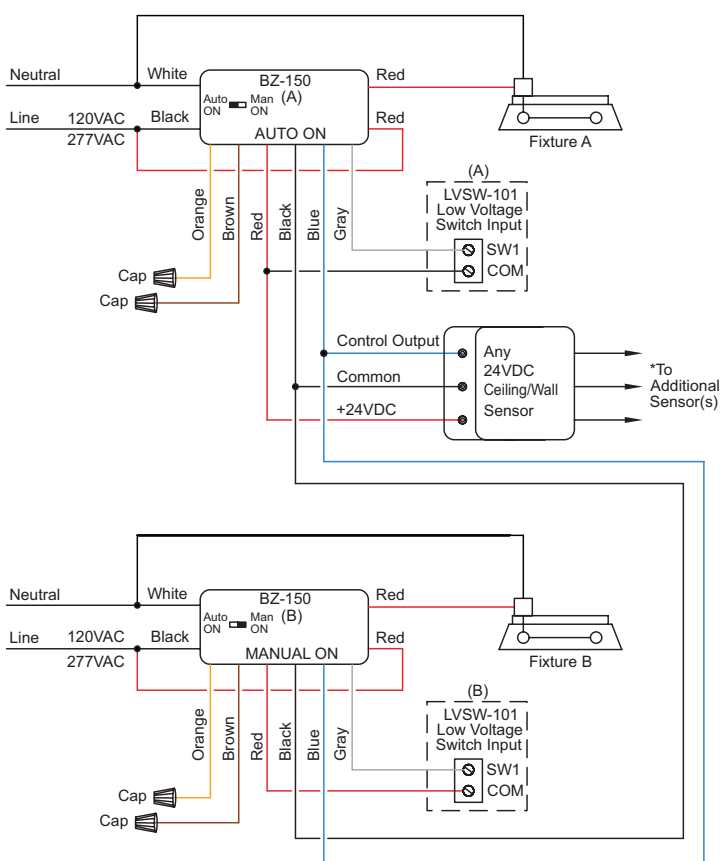 Neutral
White
BZ-150
(A)
Auto
ON
Man
ON
Red
Line
120VAC
277VAC
Black
AUTO ON
Red
Fixture A
Orange
Brown
Red
Black
Blue
Gray
(A)
LVSW-101
Low Voltage
Switch Input
SW1
COM
Cap
Cap
Control Output
Common
+24VDC
Any
24VDC
Ceiling/Wall
Sensor
*To
Additional
Sensor(s)
Neutral
White
BZ-150
(B)
Auto
ON
Man
ON
Red
Line
120VAC
277VAC
Black
MANUAL ON
Red
Fixture B
Orange
Brown
Red
Black
Blue
Gray
(B)
LVSW-101
Low Voltage
Switch Input
SW1
COM
Cap
Cap